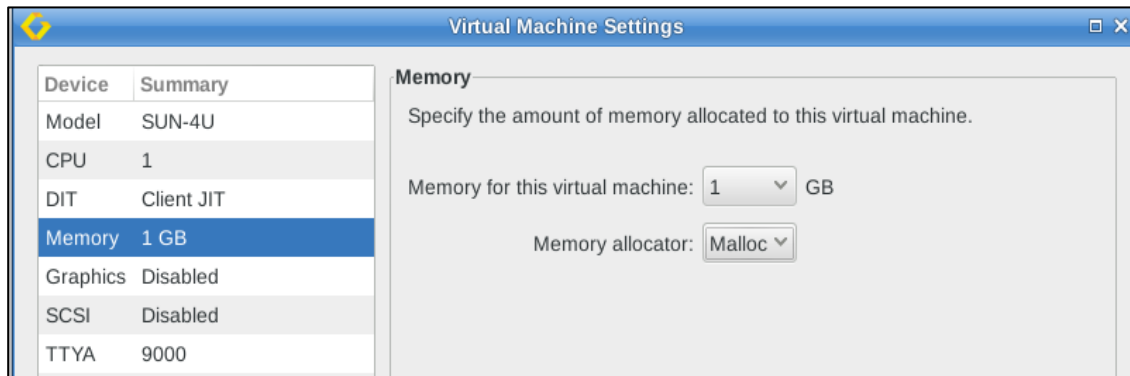 Virtual Machine Settings
Device Summary
Model SUN-4U
CPU 1
DIT Client JIT
Memory 1 GB
Graphics Disabled
SCSI Disabled
TTYA 9000
Memory
Specify the amount of memory allocated to this virtual machine.
Memory for this virtual machine: 1 GB
Memory allocator: Malloc